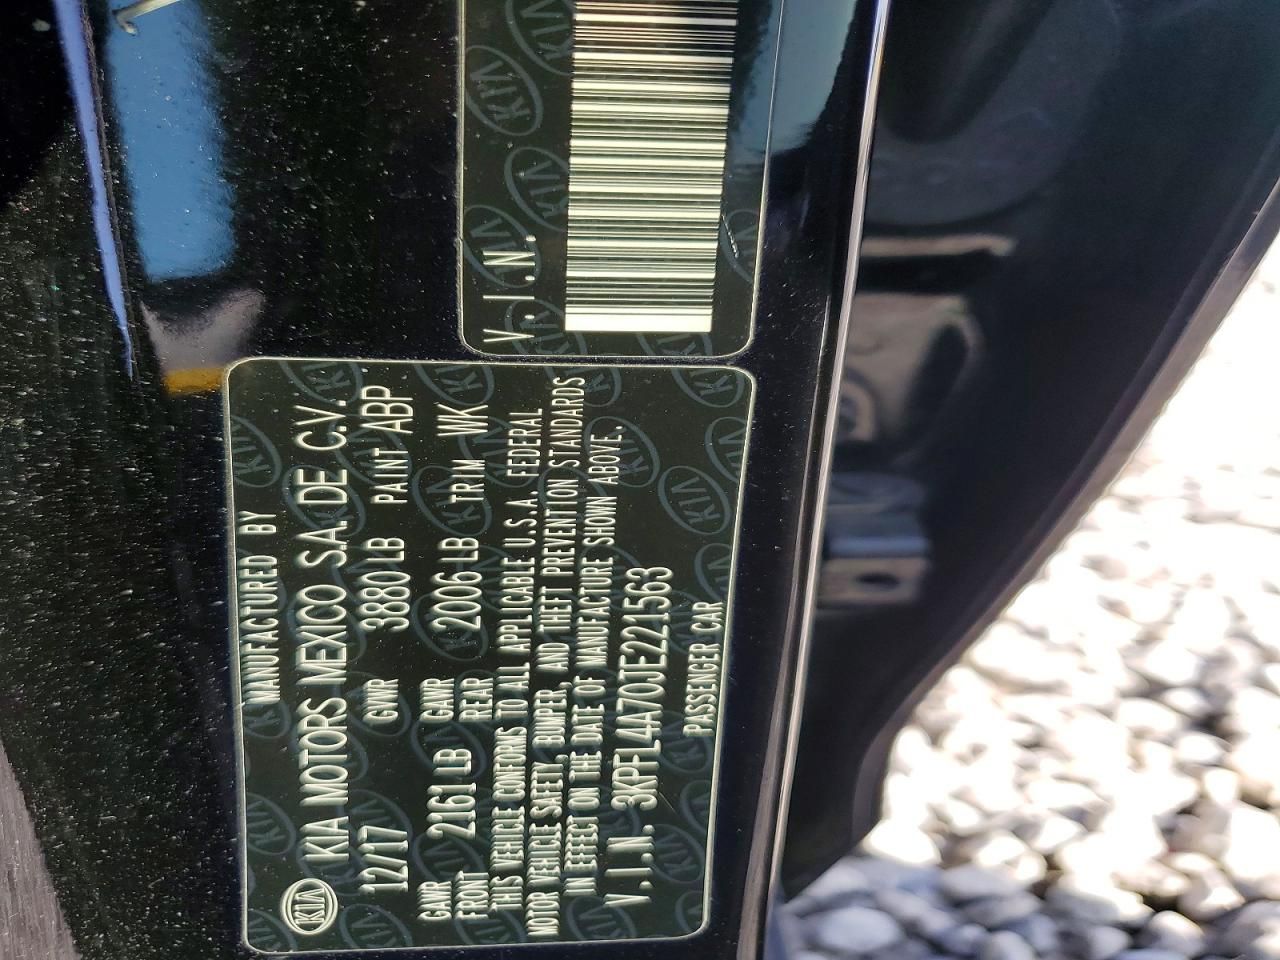 KIA
MANUFACTURED BY
KIA MOTORS MEXICO S.A. DE C.V.
12/17 GVWR 3880 LB PAINT ABP
GAWR FRONT 2161 LB GAWR REAR 2006 LB TRIM WK
THIS VEHICLE CONFORMS TO ALL APPLICABLE U.S.A. FEDERAL
MOTOR VEHICLE SAFETY, BUMPER, AND THEFT PREVENTION STANDARDS
IN EFFECT ON THE DATE OF MANUFACTURE SHOWN ABOVE.
V.I.N. 3KPFL4A70JE221563
PASSENGER CAR
V.I.N.